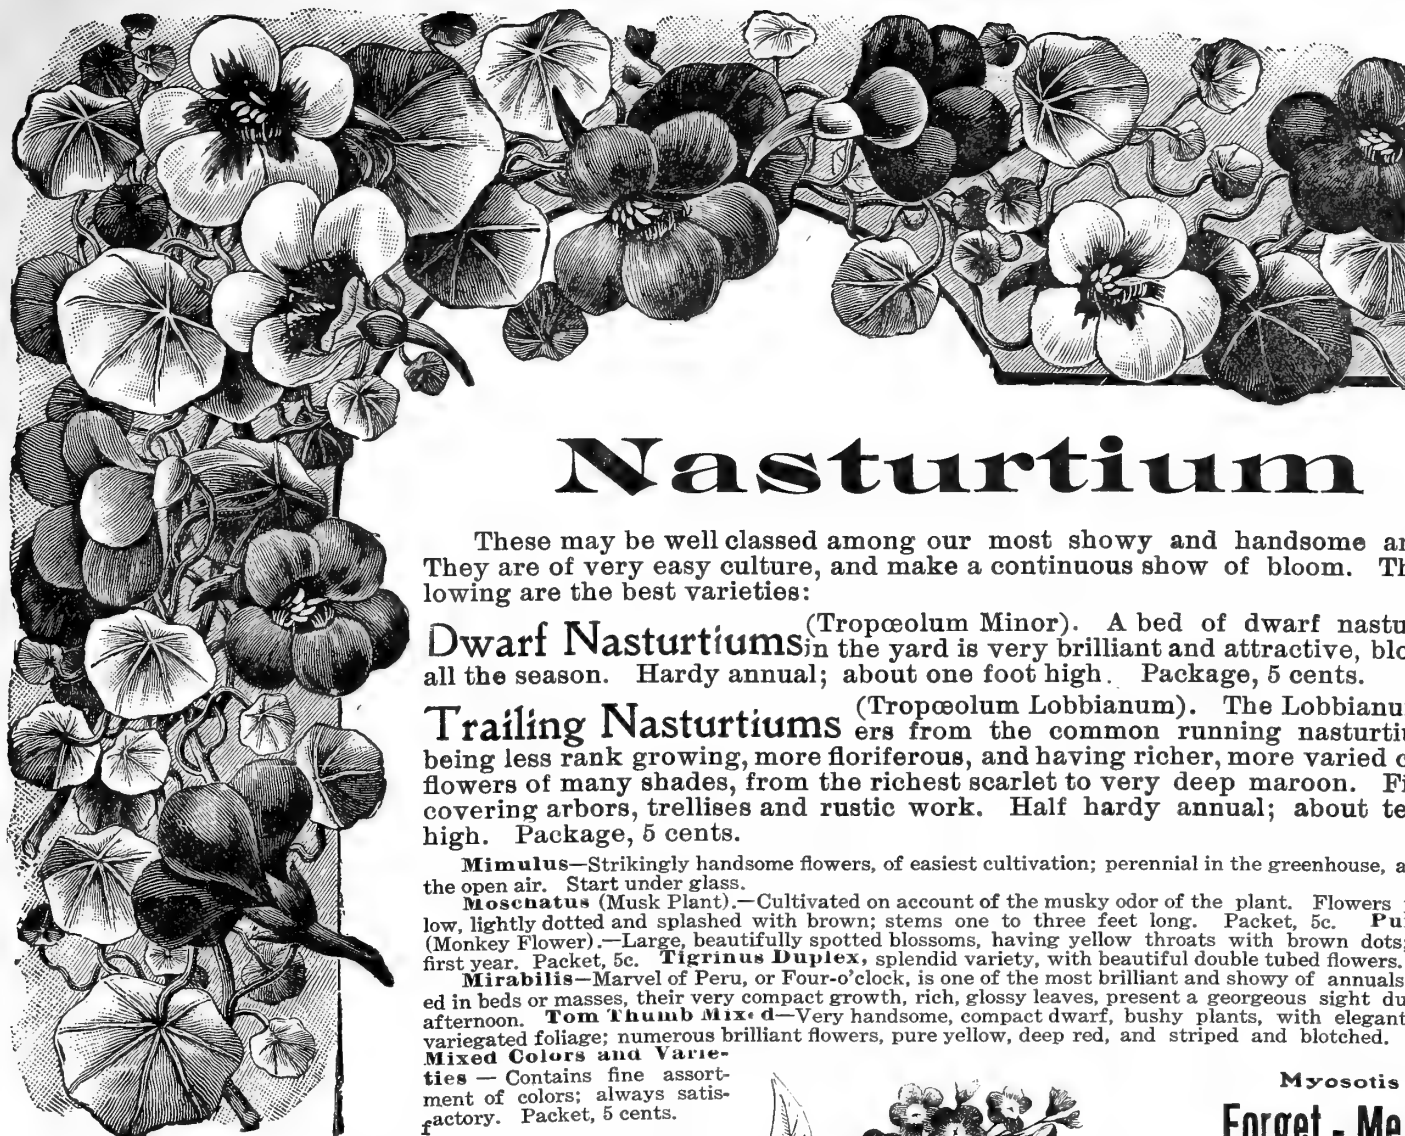 Nasturtium
These may be well classed among our most showy and handsome
They are of very easy culture, and make a continuous show of bloom.
lowing are the best varieties:
Dwarf Nasturtiums (Tropœolum Minor). A bed of dwarf
in the yard is very brilliant and attractive,
all the season. Hardy annual; about one foot high. Package, 5 cents.
Trailing Nasturtiums (Tropœolum Lobbianum). The
ers from the common running
being less rank growing, more floriferous, and having richer, more varied
flowers of many shades, from the richest scarlet to very deep maroon.
covering arbors, trellises and rustic work. Half hardy annual; about
high. Package, 5 cents.
Mimulus—Strikingly handsome flowers, of easiest cultivation; perennial in the greenhouse,
the open air. Start under glass.
Moschatus (Musk Plant).—Cultivated on account of the musky odor of the plant. Flowers
low, lightly dotted and splashed with brown; stems one to three feet long. Packet, 5c.
(Monkey Flower).—Large, beautifully spotted blossoms, having yellow throats with brown dots;
first year. Packet, 5c. Tigrinus Duplex, splendid variety, with beautiful double tubed flowers.
Mirabilis—Marvel of Peru, or Four-o'clock, is one of the most brilliant and showy of annuals
ed in beds or masses, their very compact growth, rich, glossy leaves, present a georgeous sight
afternoon. Tom Thumb Mixed—Very handsome, compact dwarf, bushy plants, with elegant
variegated foliage; numerous brilliant flowers, pure yellow, deep red, and striped and blotched.
Mixed Colors and Varie-
ties — Contains fine assort-
ment of colors; always satis-
factory. Packet, 5 cents.
Myosotis
Forget - Me